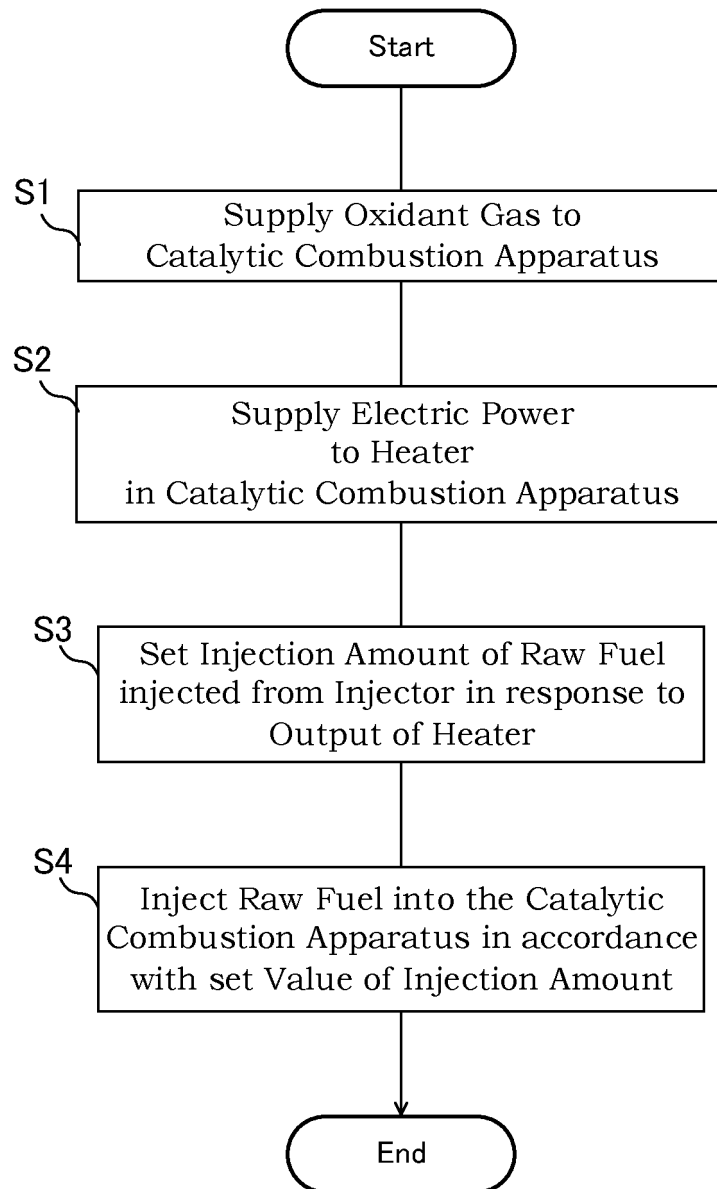 Start
S1
Supply Oxidant Gas to
Catalytic Combustion Apparatus
S2
Supply Electric Power
to Heater
in Catalytic Combustion Apparatus
S3
Set Injection Amount of Raw Fuel
injected from Injector in response to
Output of Heater
S4
Inject Raw Fuel into the Catalytic
Combustion Apparatus in accordance
with set Value of Injection Amount
End